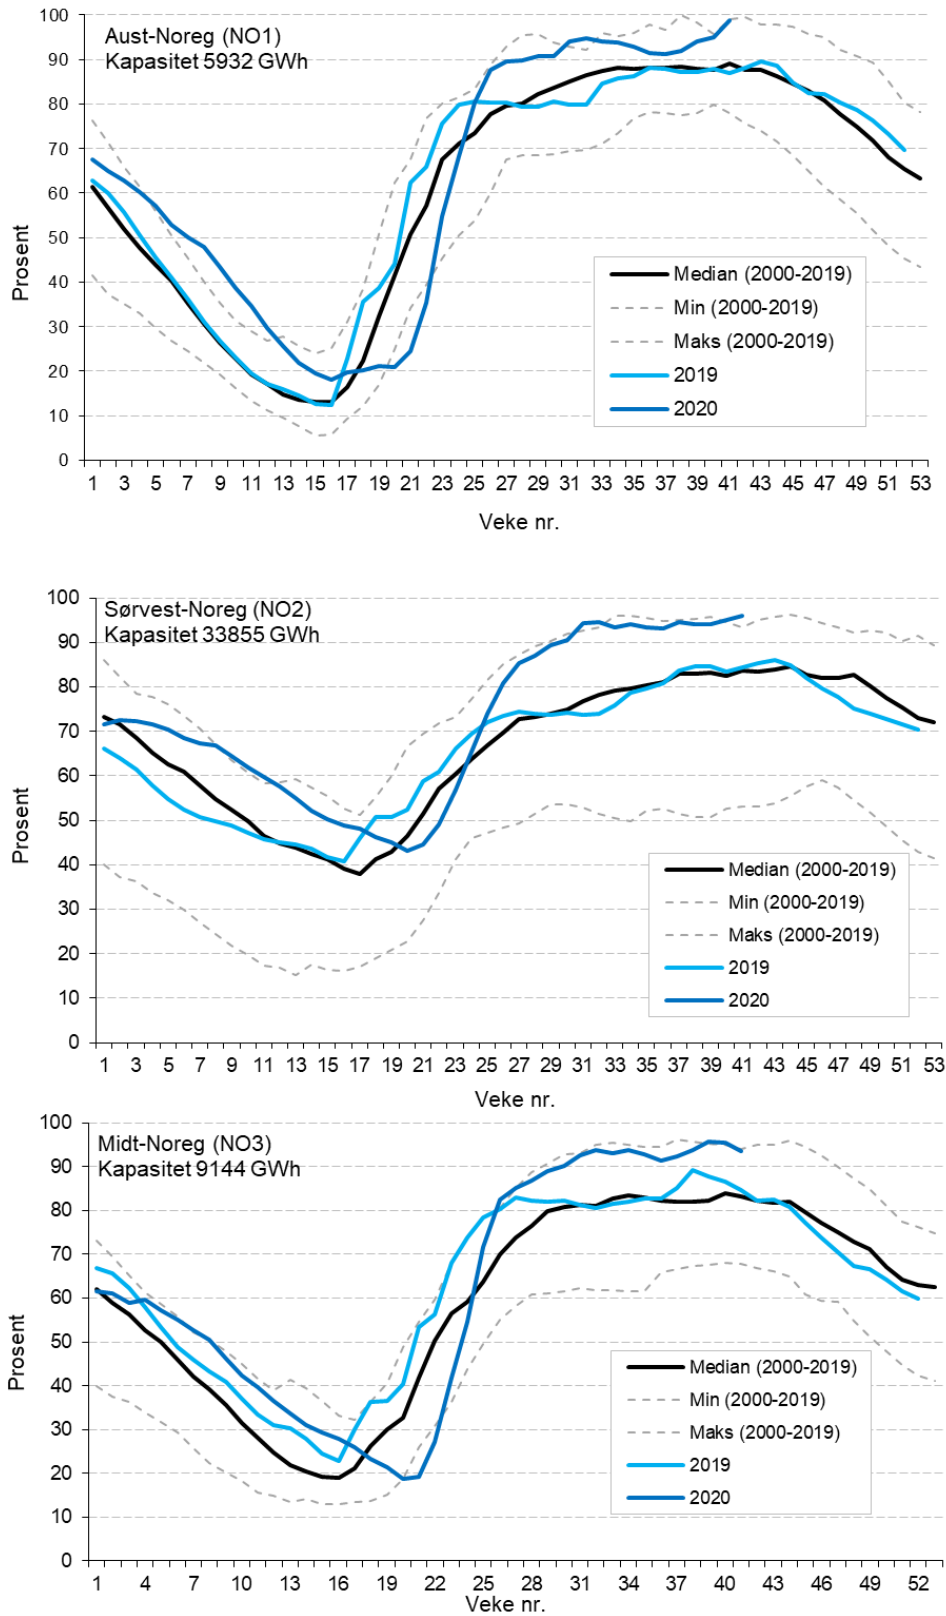 Aust-Noreg (NO1)
Kapasitet 5932 GWh
100
90
80
70
60
50
40
30
20
10
0
Prosent
Median (2000-2019)
Min (2000-2019)
Maks (2000-2019)
2019
2020
1 3 5 7 9 11 13 15 17 19 21 23 25 27 29 31 33 35 37 39 41 43 45 47 49 51 53
Veke nr.
Sørvest-Noreg (NO2)
Kapasitet 33855 GWh
100
90
80
70
60
50
40
30
20
10
0
Prosent
Median (2000-2019)
Min (2000-2019)
Maks (2000-2019)
2019
2020
1 3 5 7 9 11 13 15 17 19 21 23 25 27 29 31 33 35 37 39 41 43 45 47 49 51 53
Veke nr.
Midt-Noreg (NO3)
Kapasitet 9144 GWh
100
90
80
70
60
50
40
30
20
10
0
Prosent
Median (2000-2019)
Min (2000-2019)
Maks (2000-2019)
2019
2020
1 4 7 10 13 16 19 22 25 28 31 34 37 40 43 46 49 52
Veke nr.